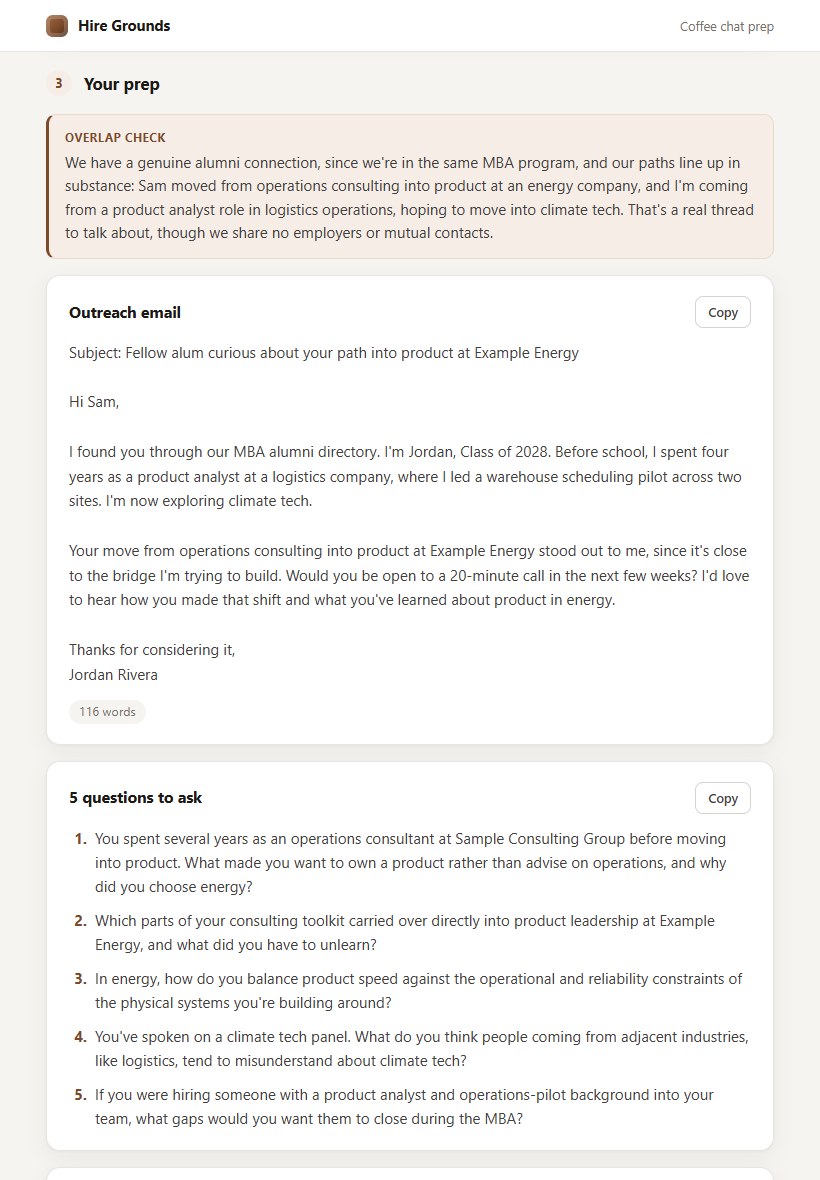 Hire Grounds
Coffee chat prep
3
Your prep
OVERLAP CHECK
We have a genuine alumni connection, since we're in the same MBA program, and our paths line up in
substance: Sam moved from operations consulting into product at an energy company, and I'm coming
from a product analyst role in logistics operations, hoping to move into climate tech. That's a real thread
to talk about, though we share no employers or mutual contacts.
Outreach email
Copy
Subject: Fellow alum curious about your path into product at Example Energy
Hi Sam,
I found you through our MBA alumni directory. I'm Jordan, Class of 2028. Before school, I spent four
years as a product analyst at a logistics company, where I led a warehouse scheduling pilot across two
sites. I'm now exploring climate tech.
Your move from operations consulting into product at Example Energy stood out to me, since it's close
to the bridge I'm trying to build. Would you be open to a 20-minute call in the next few weeks? I'd love
to hear how you made that shift and what you've learned about product in energy.
Thanks for considering it,
Jordan Rivera
116 words
5 questions to ask
Copy
1. You spent several years as an operations consultant at Sample Consulting Group before moving
into product. What made you want to own a product rather than advise on operations, and why
did you choose energy?
2. Which parts of your consulting toolkit carried over directly into product leadership at Example
Energy, and what did you have to unlearn?
3. In energy, how do you balance product speed against the operational and reliability constraints of
the physical systems you're building around?
4. You've spoken on a climate tech panel. What do you think people coming from adjacent industries,
like logistics, tend to misunderstand about climate tech?
5. If you were hiring someone with a product analyst and operations-pilot background into your
team, what gaps would you want them to close during the MBA?